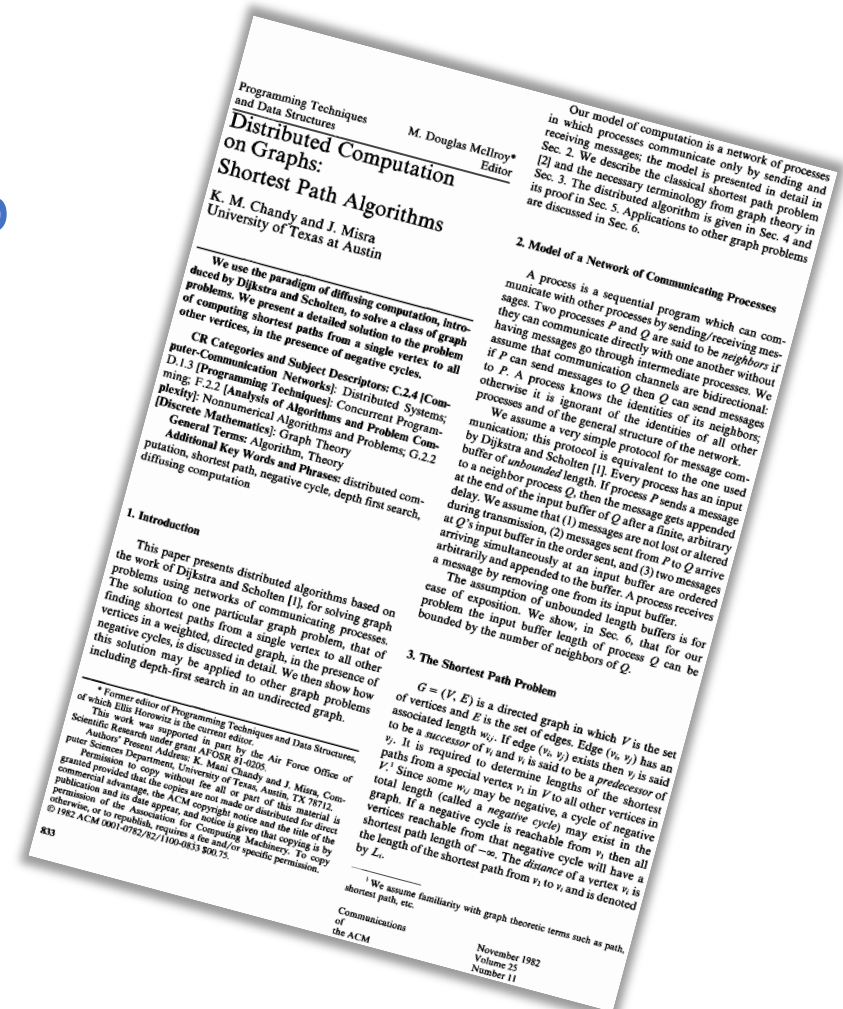 Programming Techniques
and Data Structures
M. Douglas McIlroy*
Editor
Distributed Computation
on Graphs:
Shortest Path Algorithms
K. M. Chandy and J. Misra
University of Texas at Austin
We use the paradigm of diffusing computation, intro-
duced by Dijkstra and Scholten, to solve a class of graph
problems. We present a detailed solution to the problem
of computing shortest paths from a single vertex to all
other vertices, in the presence of negative cycles.
CR Categories and Subject Descriptors: C.2.4 [Com-
puter-Communication Networks]: Distributed Systems;
D.1.3 [Programming Techniques]: Concurrent Program-
ming; F.2.2 [Analysis of Algorithms and Problem Com-
plexity]: Nonnumerical Algorithms and Problems; G.2.2
[Discrete Mathematics]: Graph Theory
General Terms: Algorithm, Theory
Additional Key Words and Phrases: distributed com-
putation, shortest path, negative cycle, depth first search,
diffusing computation
1. Introduction
This paper presents distributed algorithms based on
the work of Dijkstra and Scholten [1], for solving graph
problems using networks of communicating processes.
The solution to one particular graph problem, that of
finding shortest paths from a single vertex to all other
vertices in a weighted, directed graph, in the presence of
negative cycles, is discussed in detail. We then show how
this solution may be applied to other graph problems
including depth-first search in an undirected graph.
* Former editor of Programming Techniques and Data Structures,
of which Ellis Horowitz is the current editor.
This work was supported in part by the Air Force Office of
Scientific Research under grant AFOSR 81-0205.
Authors' Present Address: K. Mani Chandy and J. Misra, Com-
puter Sciences Department, University of Texas, Austin, TX 78712.
Permission to copy without fee all or part of this material is
granted provided that the copies are not made or distributed for direct
commercial advantage, the ACM copyright notice and the title of the
publication and its date appear, and notice is given that copying is by
permission of the Association for Computing Machinery. To copy
otherwise, or to republish, requires a fee and/or specific permission.
© 1982 ACM 0001-0782/82/1100-0833 $00.75.
833
Our model of computation is a network of processes
in which processes communicate only by sending and
receiving messages; the model is presented in detail in
Sec. 2. We describe the classical shortest path problem
[2] and the necessary terminology from graph theory in
Sec. 3. The distributed algorithm is given in Sec. 4 and
its proof in Sec. 5. Applications to other graph problems
are discussed in Sec. 6.
2. Model of a Network of Communicating Processes
A process is a sequential program which can com-
municate with other processes by sending/receiving mes-
sages. Two processes P and Q are said to be neighbors if
they can communicate directly with one another without
having messages go through intermediate processes. We
assume that communication channels are bidirectional:
if P can send messages to Q then Q can send messages
to P. A process knows the identities of its neighbors;
otherwise it is ignorant of the identities of all other
processes and of the general structure of the network.
We assume a very simple protocol for message com-
munication; this protocol is equivalent to the one used
by Dijkstra and Scholten [1]. Every process has an input
buffer of unbounded length. If process P sends a message
to a neighbor process Q, then the message gets appended
at the end of the input buffer of Q after a finite, arbitrary
delay. We assume that (1) messages are not lost or altered
during transmission, (2) messages sent from P to Q arrive
at Q's input buffer in the order sent, and (3) two messages
arriving simultaneously at an input buffer are ordered
arbitrarily and appended to the buffer. A process receives
a message by removing one from its input buffer.
The assumption of unbounded length buffers is for
ease of exposition. We show, in Sec. 6, that for our
problem the input buffer length of process Q can be
bounded by the number of neighbors of Q.
3. The Shortest Path Problem
G = (V, E) is a directed graph in which V is the set
of vertices and E is the set of edges. Edge (vᵢ, vⱼ) has an
associated length wᵢⱼ. If edge (vᵢ, vⱼ) exists then vⱼ is said
to be a successor of vᵢ and vᵢ is said to be a predecessor of
vⱼ. It is required to determine lengths of the shortest
paths from a special vertex v₁ in V to all other vertices in
V.¹ Since some wᵢⱼ may be negative, a cycle of negative
total length (called a negative cycle) may exist in the
graph. If a negative cycle is reachable from v₁ then all
vertices reachable from that negative cycle will have a
shortest path length of −∞. The distance of a vertex vᵢ is
the length of the shortest path from v₁ to vᵢ and is denoted
by Lᵢ.
¹ We assume familiarity with graph theoretic terms such as path,
shortest path, etc.
Communications
of
the ACM
November 1982
Volume 25
Number 11